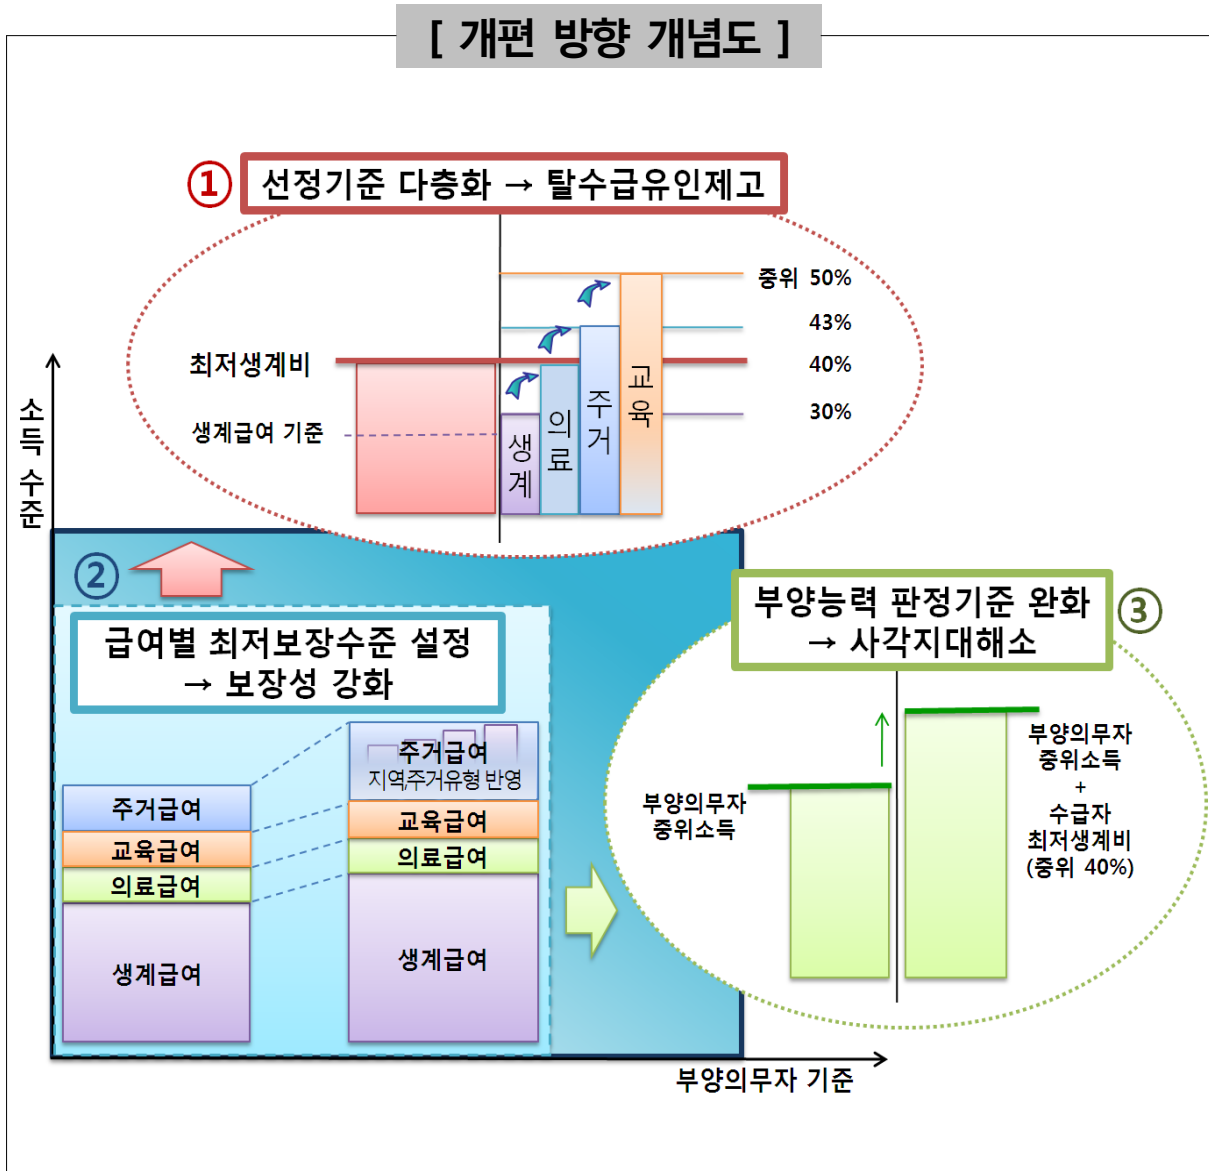 [ 개편 방향 개념도 ]
① 선정기준 다층화 → 탈수급유인제고
중위 50%
43%
최저생계비
40%
생계급여 기준
30%
생계
의료
주거
교육
소득 수준
②
급여별 최저보장수준 설정
→ 보장성 강화
주거급여
교육급여
의료급여
생계급여
주거급여
지역,주거유형 반영
교육급여
의료급여
생계급여
부양능력 판정기준 완화
→ 사각지대해소
③
부양의무자
중위소득
부양의무자
중위소득
+
수급자
최저생계비
(중위 40%)
부양의무자 기준